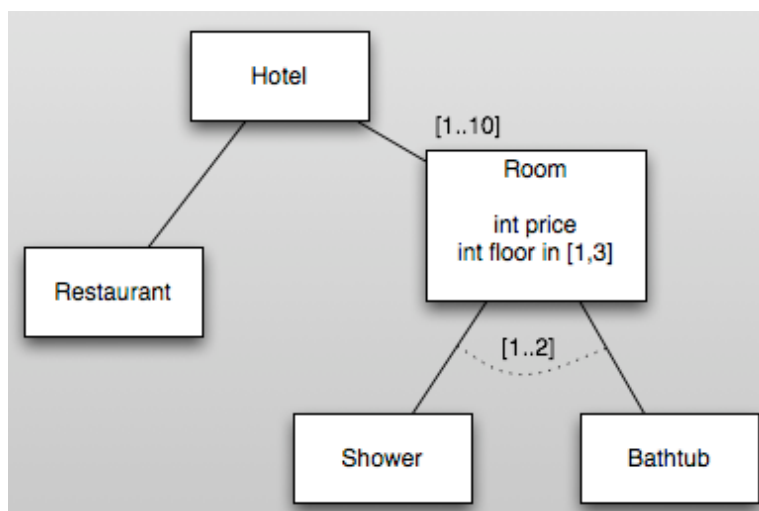 Hotel
[1..10]
Room
int price
int floor in [1,3]
Restaurant
[1..2]
Shower
Bathtub